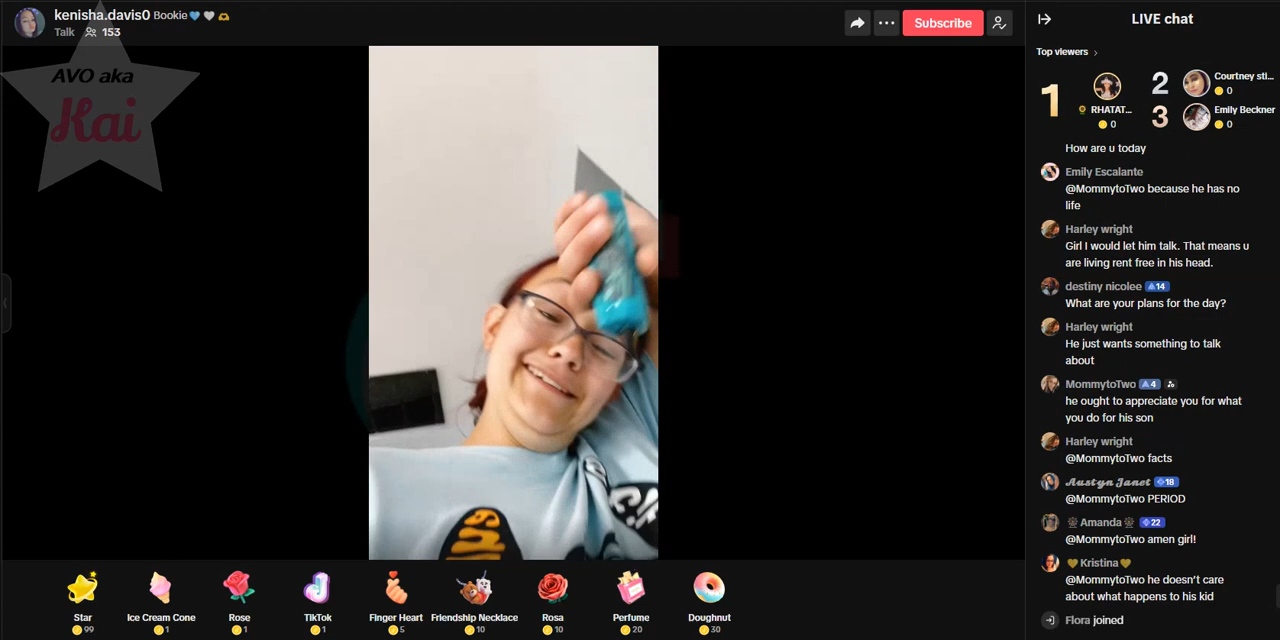 kenisha.davis0 Bookie💙🤍🫶
Talk 153
Subscribe
AVO aka
Kai
LIVE chat
Top viewers >
1
RHATAT...
0
2
Courtney sti...
0
3
Emily Beckner
0
How are u today
Emily Escalante
@MommytoTwo because he has no
life
Harley wright
Girl I would let him talk. That means u
are living rent free in his head.
destiny nicolee 14
What are your plans for the day?
Harley wright
He just wants something to talk
about
MommytoTwo 4
he ought to appreciate you for what
you do for his son
Harley wright
@MommytoTwo facts
𝓐𝓾𝓼𝓽𝔂𝓷 𝓙𝓪𝓷𝓮𝓽 18
@MommytoTwo PERIOD
Amanda 22
@MommytoTwo amen girl!
Kristina
@MommytoTwo he doesn't care
about what happens to his kid
Flora joined
Star
99
Ice Cream Cone
1
Rose
1
TikTok
1
Finger Heart
5
Friendship Necklace
10
Rosa
10
Perfume
20
Doughnut
30